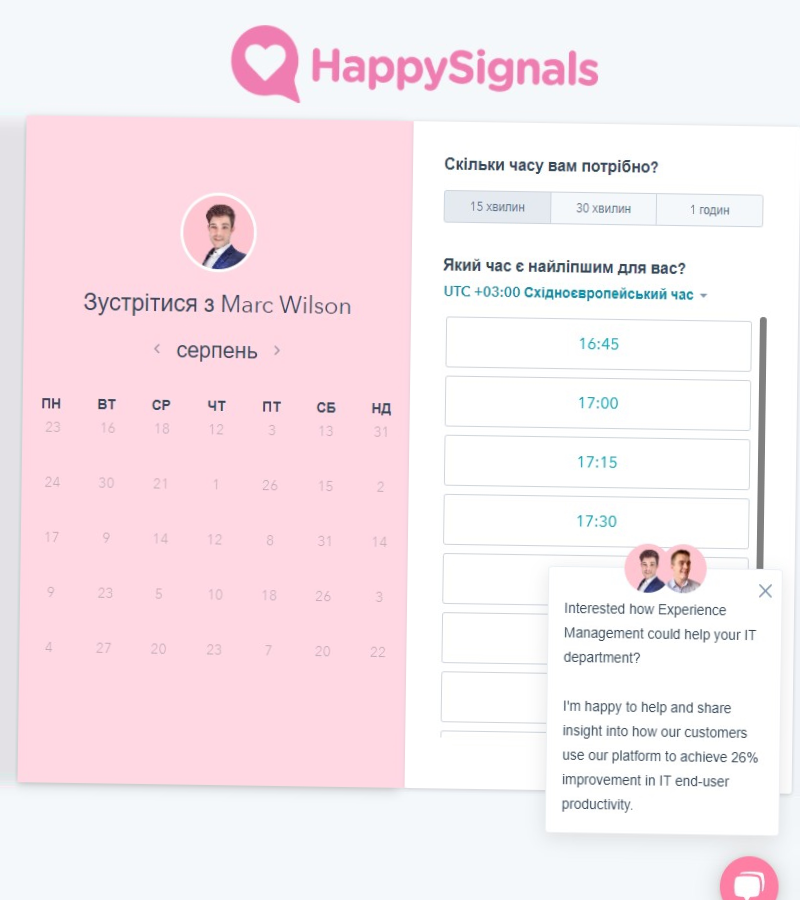 HappySignals
Зустрітися з Marc Wilson
серпень
ПН ВТ СР ЧТ ПТ СБ НД
23 16 18 12 3 13 31
24 30 21 1 26 15 2
17 9 14 12 8 31 14
9 23 5 10 18 26 3
4 27 20 23 7 20 22
Скільки часу вам потрібно?
15 хвилин 30 хвилин 1 годин
Який час є найліпшим для вас?
UTC +03:00 Східноєвропейський час
16:45
17:00
17:15
17:30
Interested how Experience
Management could help your IT
department?
I'm happy to help and share
insight into how our customers
use our platform to achieve 26%
improvement in IT end-user
productivity.